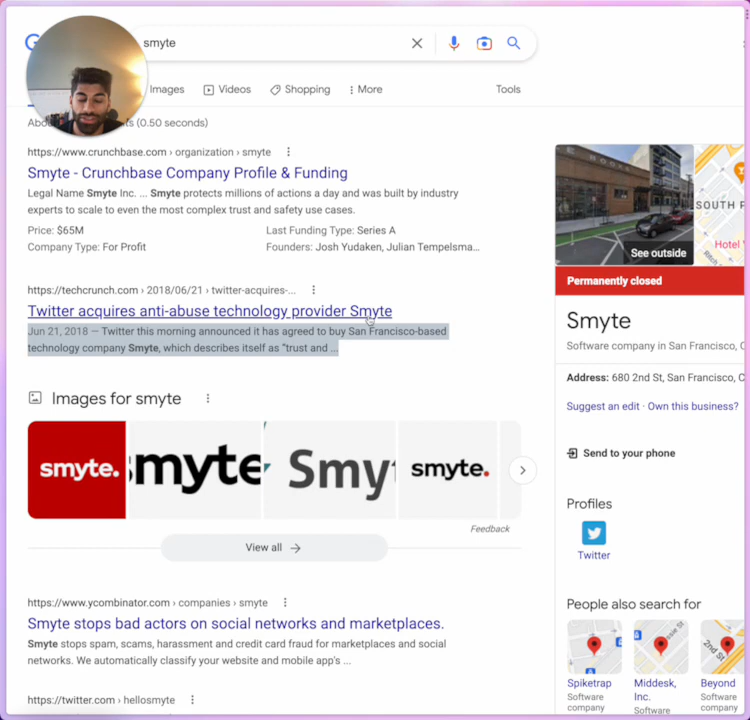 smyte
Images
Videos
Shopping
More
Tools
(0.50 seconds)
https://www.crunchbase.com › organization › smyte
Smyte - Crunchbase Company Profile & Funding
Legal Name Smyte Inc. ... Smyte protects millions of actions a day and was built by industry
experts to scale to even the most complex trust and safety use cases.
Price: $65M
Last Funding Type: Series A
Company Type: For Profit
Founders: Josh Yudaken, Julian Tempelsma...
https://techcrunch.com › 2018/06/21 › twitter-acquires-...
Twitter acquires anti-abuse technology provider Smyte
Jun 21, 2018 — Twitter this morning announced it has agreed to buy San Francisco-based
technology company Smyte, which describes itself as “trust and ...
Images for smyte
smyte.
smyte
Smy
smyte.
Feedback
View all
https://www.ycombinator.com › companies › smyte
Smyte stops bad actors on social networks and marketplaces.
Smyte stops spam, scams, harassment and credit card fraud for marketplaces and social
networks. We automatically classify your website and mobile app's ...
https://twitter.com › hellosmyte
See outside
SOUTH
Hotel
Permanently closed
Smyte
Software company in San Francisco, C
Address: 680 2nd St, San Francisco, C
Suggest an edit · Own this business?
Send to your phone
Profiles
Twitter
People also search for
2nd St
Spiketrap
Software
company
Middesk,
Inc.
Software
Beyond
Software
company